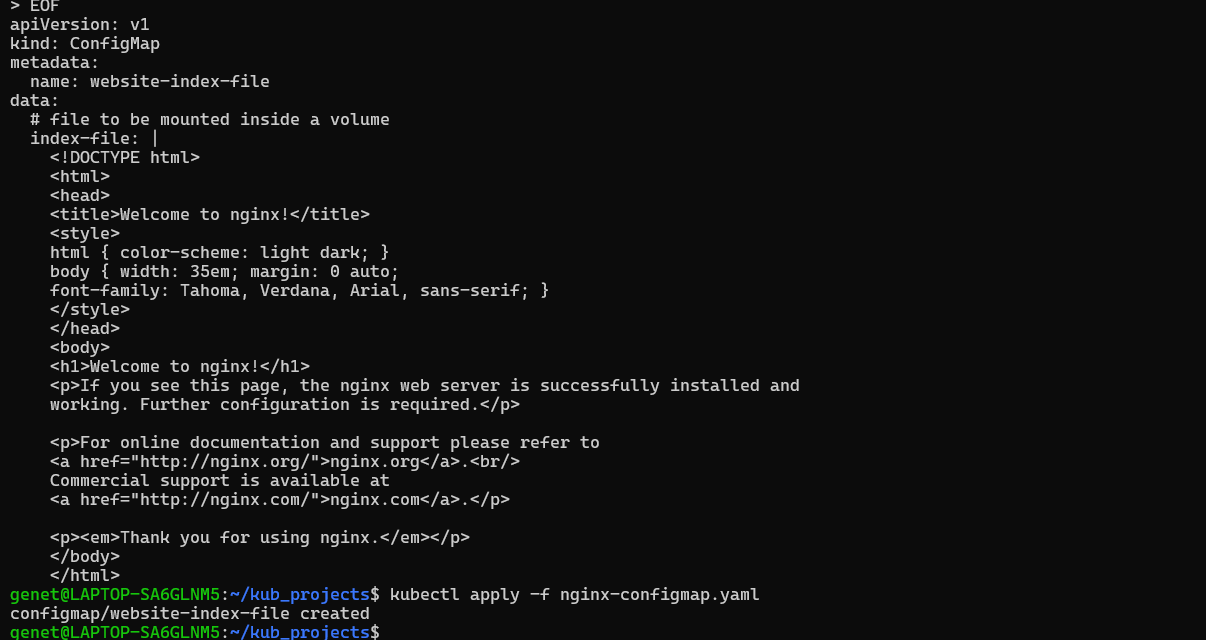 > EOF
apiVersion: v1
kind: ConfigMap
metadata:
  name: website-index-file
data:
  # file to be mounted inside a volume
  index-file: |
    <!DOCTYPE html>
    <html>
    <head>
    <title>Welcome to nginx!</title>
    <style>
    html { color-scheme: light dark; }
    body { width: 35em; margin: 0 auto;
    font-family: Tahoma, Verdana, Arial, sans-serif; }
    </style>
    </head>
    <body>
    <h1>Welcome to nginx!</h1>
    <p>If you see this page, the nginx web server is successfully installed and
    working. Further configuration is required.</p>

    <p>For online documentation and support please refer to
    <a href="http://nginx.org/">nginx.org</a>.<br/>
    Commercial support is available at
    <a href="http://nginx.com/">nginx.com</a>.</p>

    <p><em>Thank you for using nginx.</em></p>
    </body>
    </html>
genet@LAPTOP-SA6GLNM5:~/kub_projects$ kubectl apply -f nginx-configmap.yaml
configmap/website-index-file created
genet@LAPTOP-SA6GLNM5:~/kub_projects$